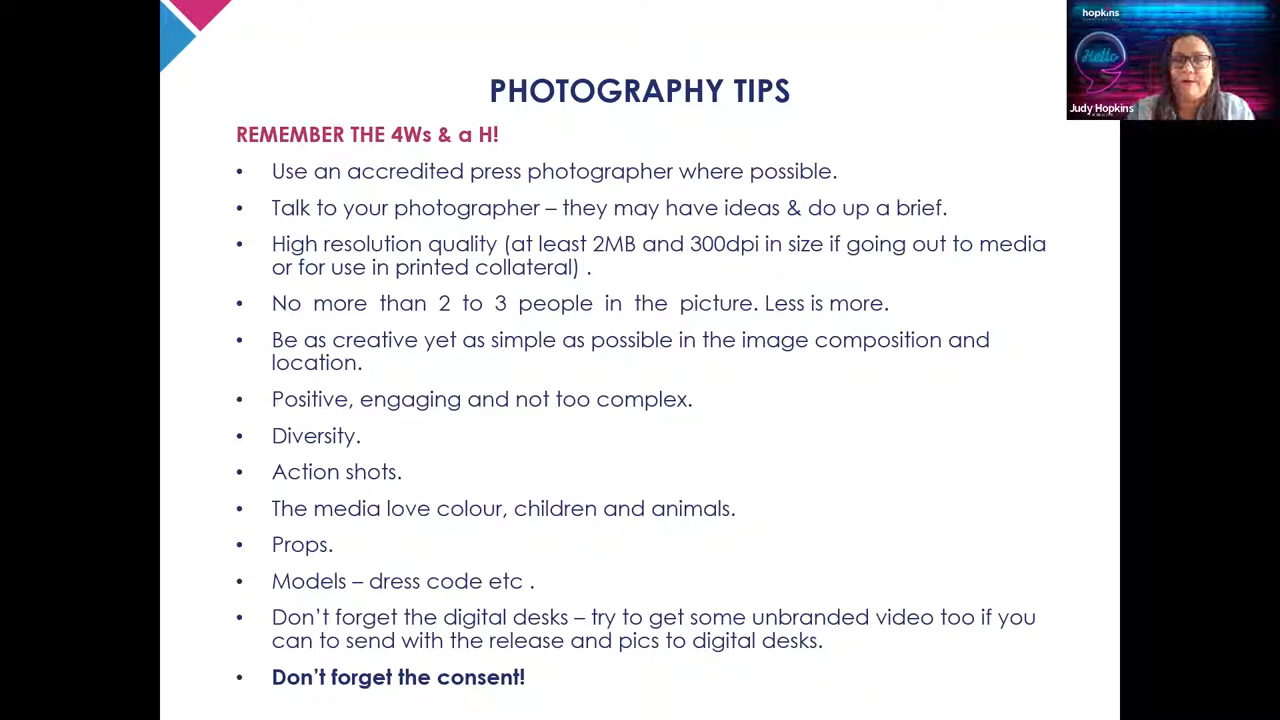 PHOTOGRAPHY TIPS
REMEMBER THE 4Ws & a H!
• Use an accredited press photographer where possible.
• Talk to your photographer – they may have ideas & do up a brief.
• High resolution quality (at least 2MB and 300dpi in size if going out to media
or for use in printed collateral) .
• No more than 2 to 3 people in the picture. Less is more.
• Be as creative yet as simple as possible in the image composition and
location.
• Positive, engaging and not too complex.
• Diversity.
• Action shots.
• The media love colour, children and animals.
• Props.
• Models – dress code etc .
• Don’t forget the digital desks – try to get some unbranded video too if you
can to send with the release and pics to digital desks.
• Don’t forget the consent!
hopkins
Hello
Judy Hopkins